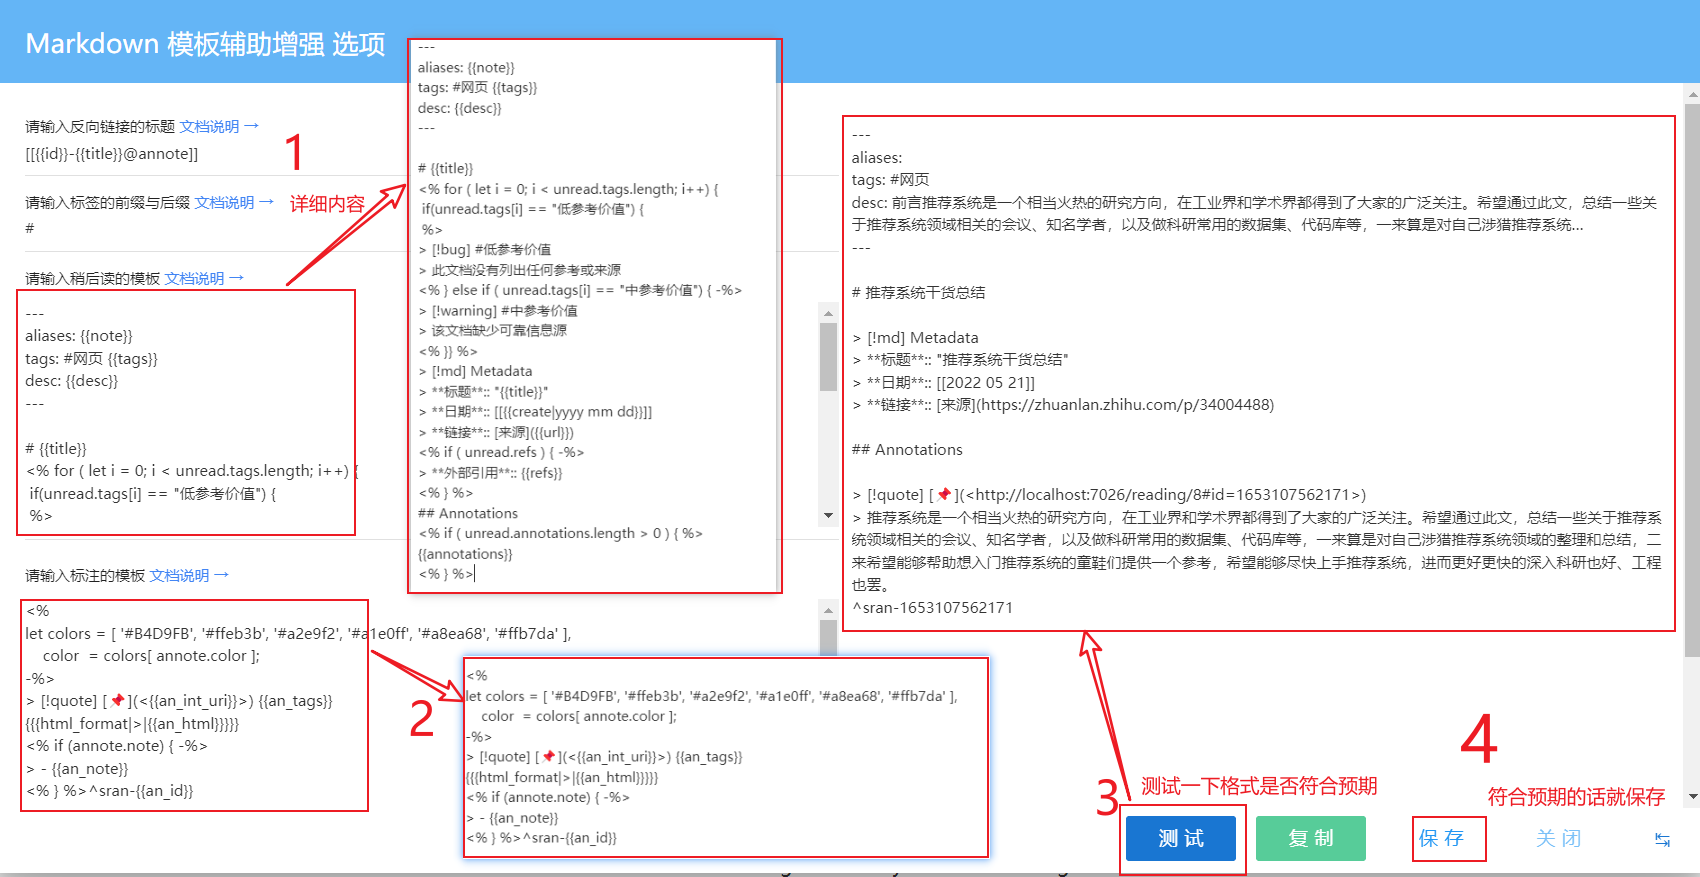 Markdown 模板辅助增强 选项
请输入反向链接的标题 文档说明 →
[[{{id}}-{{title}}@annote]]
请输入标签的前缀与后缀 文档说明 →
#
请输入稍后读的模板 文档说明 →
---
aliases: {{note}}
tags: #网页 {{tags}}
desc: {{desc}}
---
# {{title}}
<% for ( let i = 0; i < unread.tags.length; i++) {
if(unread.tags[i] == "低参考价值") {
%>
请输入标注的模板 文档说明 →
<%
let colors = [ '#B4D9FB', '#ffeb3b', '#a2e9f2', '#a1e0ff', '#a8ea68', '#ffb7da' ],
color = colors[ annote.color ];
-%>
> [!quote] [📌](<{{an_int_uri}}>) {{an_tags}}
{{{html_format|>|{{an_html}}}}}
<% if (annote.note) { -%>
> - {{an_note}}
<% } %>^sran-{{an_id}}
1
详细内容
---
aliases: {{note}}
tags: #网页 {{tags}}
desc: {{desc}}
---
# {{title}}
<% for ( let i = 0; i < unread.tags.length; i++) {
if(unread.tags[i] == "低参考价值") {
%>
> [!bug] #低参考价值
> 此文档没有列出任何参考或来源
<% } else if ( unread.tags[i] == "中参考价值") { -%>
> [!warning] #中参考价值
> 该文档缺少可靠信息源
<% }} %>
> [!md] Metadata
> **标题**:: "{{title}}"
> **日期**:: [[{{create|yyyy mm dd}}]]
> **链接**:: [来源]({{url}})
<% if ( unread.refs ) { -%>
> **外部引用**:: {{refs}}
<% } %>
## Annotations
<% if ( unread.annotations.length > 0 ) { %>
{{annotations}}
<% } %>
2
<%
let colors = [ '#B4D9FB', '#ffeb3b', '#a2e9f2', '#a1e0ff', '#a8ea68', '#ffb7da' ],
color = colors[ annote.color ];
-%>
> [!quote] [📌](<{{an_int_uri}}>) {{an_tags}}
{{{html_format|>|{{an_html}}}}}
<% if (annote.note) { -%>
> - {{an_note}}
<% } %>^sran-{{an_id}}
---
aliases:
tags: #网页
desc: 前言推荐系统是一个相当火热的研究方向，在工业界和学术界都得到了大家的广泛关注。希望通过此文，总结一些关
于推荐系统领域相关的会议、知名学者，以及做科研常用的数据集、代码库等，一来算是对自己涉猎推荐系统...
---
# 推荐系统干货总结
> [!md] Metadata
> **标题**:: "推荐系统干货总结"
> **日期**:: [[2022 05 21]]
> **链接**:: [来源](https://zhuanlan.zhihu.com/p/34004488)
## Annotations
> [!quote] [📌](<http://localhost:7026/reading/8#id=1653107562171>)
> 推荐系统是一个相当火热的研究方向，在工业界和学术界都得到了大家的广泛关注。希望通过此文，总结一些关于推荐系
统领域相关的会议、知名学者，以及做科研常用的数据集、代码库等，一来算是对自己涉猎推荐系统领域的整理和总结，二
来希望能够帮助想入门推荐系统的童鞋们提供一个参考，希望能够尽快上手推荐系统，进而更好更快的深入科研也好、工程
也罢。
^sran-1653107562171
3
测试一下格式是否符合预期
4
符合预期的话就保存
测 试
复 制
保 存
关 闭